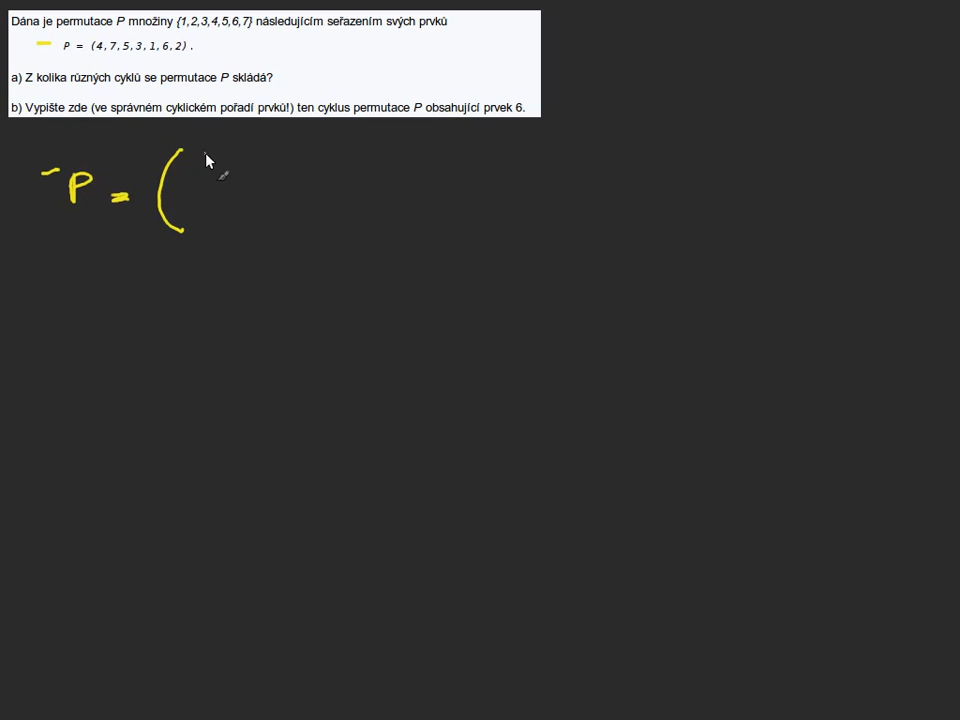 Dána je permutace P množiny {1,2,3,4,5,6,7} následujícím seřazením svých prvků
P = (4,7,5,3,1,6,2).
a) Z kolika různých cyklů se permutace P skládá?
b) Vypište zde (ve správném cyklickém pořadí prvků!) ten cyklus permutace P obsahující prvek 6.
P = (